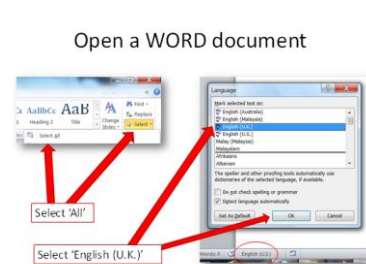 Open a WORD document
Find
Replace
Select
AaBbCc AaB
Heading 2 Title
Change
Styles
Select All
Select 'All'
Select 'English (U.K.)'
Language
Mark selected text as:
English (Australia)
English (Malaysia)
English (U.K.)
English (U.S.)
Malay (Malaysia)
Malayalam
Afrikaans
Albanian
The speller and other proofing tools automatically use
dictionaries of the selected language, if available.
Do not check spelling or grammar
Detect language automatically
Set As Default OK Cancel
Words: 0 English (U.S.)